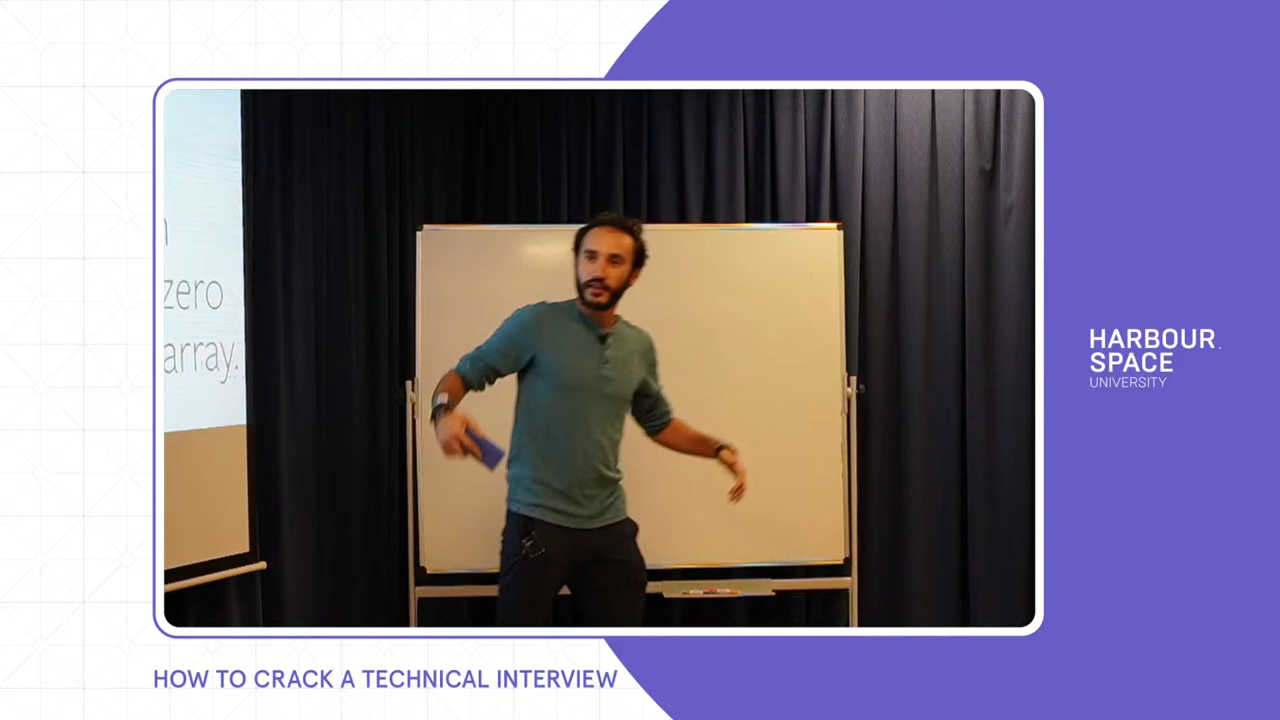 zero
array.
HARBOUR.
SPACE
UNIVERSITY
HOW TO CRACK A TECHNICAL INTERVIEW